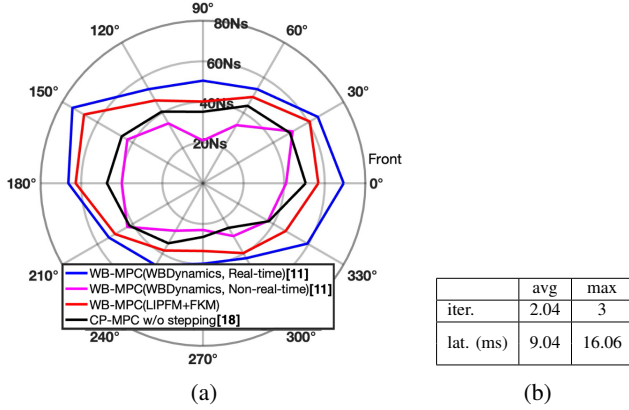 90°
80Ns
120°
60°
60Ns
150°
40Ns
30°
20Ns
Front
180°
0°
210°
330°
WB-MPC(WBDynamics, Real-time)[11]
WB-MPC(WBDynamics, Non-real-time)[11]
WB-MPC(LIPFM+FKM)
CP-MPC w/o stepping[18]
240°
300°
270°
(a)
avg max
iter. 2.04 3
lat. (ms) 9.04 16.06
(b)